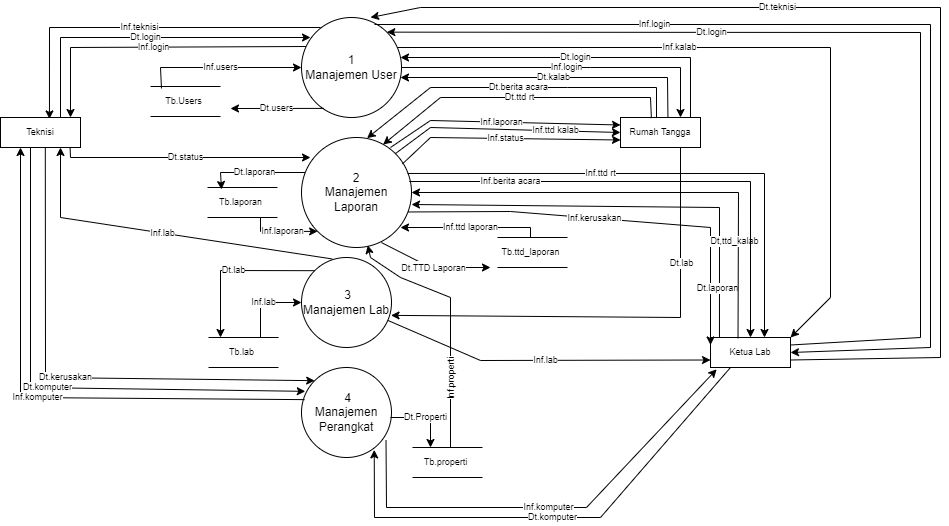 Dt.teknisi
Inf.teknisi
Inf.login
Dt.login
Dt.login
Inf.login
Inf.kalab
1
Manajemen User
Dt.login
Inf.users
Inf.login
Dt.kalab
Dt.berita acara
Tb.Users
Dt.ttd rt
Dt.users
Inf.laporan
Teknisi
Inf.ttd kalab
Rumah Tangga
Inf.status
Dt.status
Dt.laporan
2
Manajemen
Laporan
Inf.ttd rt
Inf.berita acara
Tb.laporan
Inf.kerusakan
Inf.laporan
Inf.ttd laporan
Inf.lab
Dt,ttd_kalab
Tb.ttd_laporan
Dt.lab
Dt.TTD Laporan
Dt.lab
Dt.laporan
3
Manajemen Lab
Inf.lab
Tb.lab
Inf.lab
Ketua Lab
Inf.properti
Dt.kerusakan
Dt.komputer
Inf.komputer
4
Manajemen
Perangkat
Dt.Properti
Tb.properti
Inf.komputer
Dt.komputer